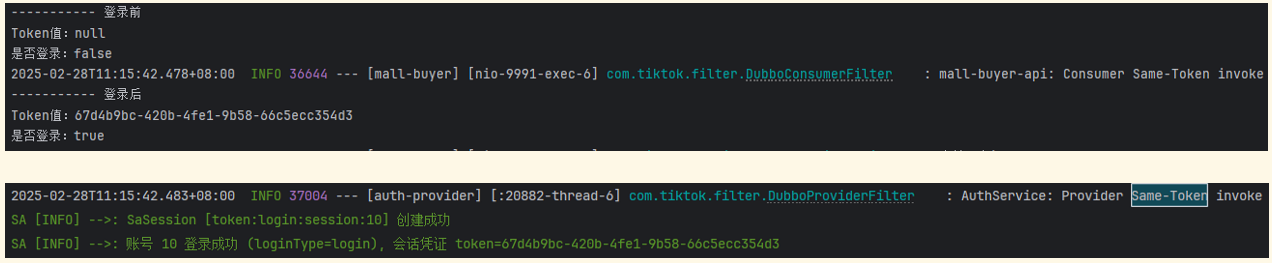 ----------- 登录前
Token值：null
是否登录：false
2025-02-28T11:15:42.478+08:00  INFO 36644 --- [mall-buyer] [nio-9991-exec-6] com.tiktok.filter.DubboConsumerFilter    : mall-buyer-api: Consumer Same-Token invoke
----------- 登录后
Token值：67d4b9bc-420b-4fe1-9b58-66c5ecc354d3
是否登录：true
2025-02-28T11:15:42.483+08:00  INFO 37004 --- [auth-provider] [:20882-thread-6] com.tiktok.filter.DubboProviderFilter    : AuthService: Provider Same-Token invoke
SA [INFO] -->: SaSession [token:login:session:10] 创建成功
SA [INFO] -->: 账号 10 登录成功 (loginType=login), 会话凭证 token=67d4b9bc-420b-4fe1-9b58-66c5ecc354d3